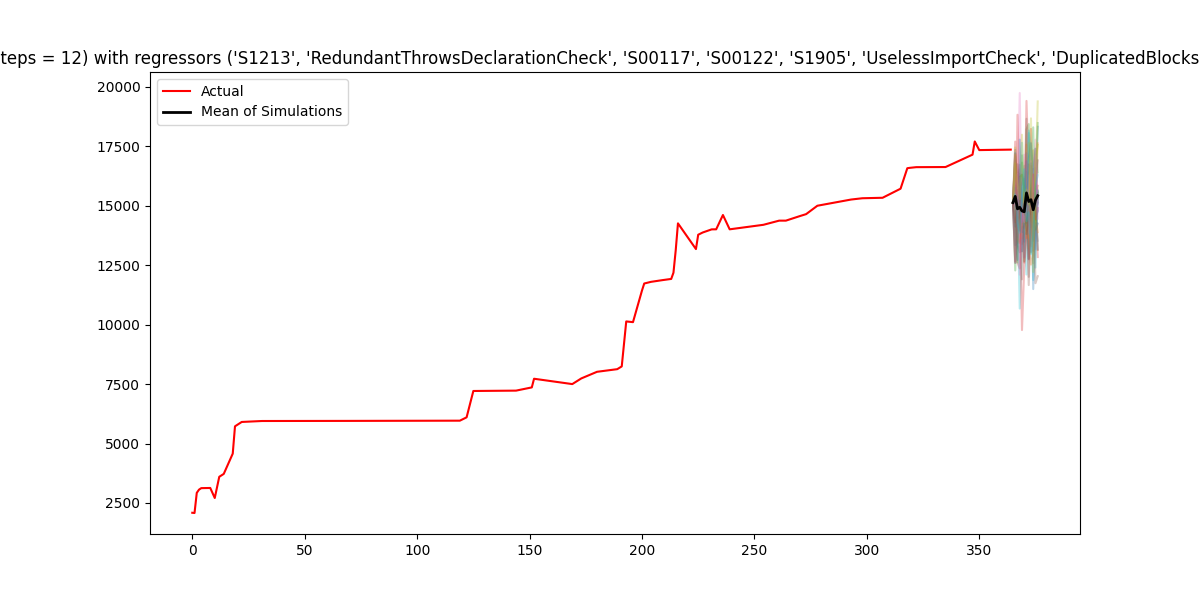 teps = 12) with regressors ('S1213', 'RedundantThrowsDeclarationCheck', 'S00117', 'S00122', 'S1905', 'UselessImportCheck', 'DuplicatedBlocks
Actual
Mean of Simulations
20000
17500
15000
12500
10000
7500
5000
2500
0 50 100 150 200 250 300 350